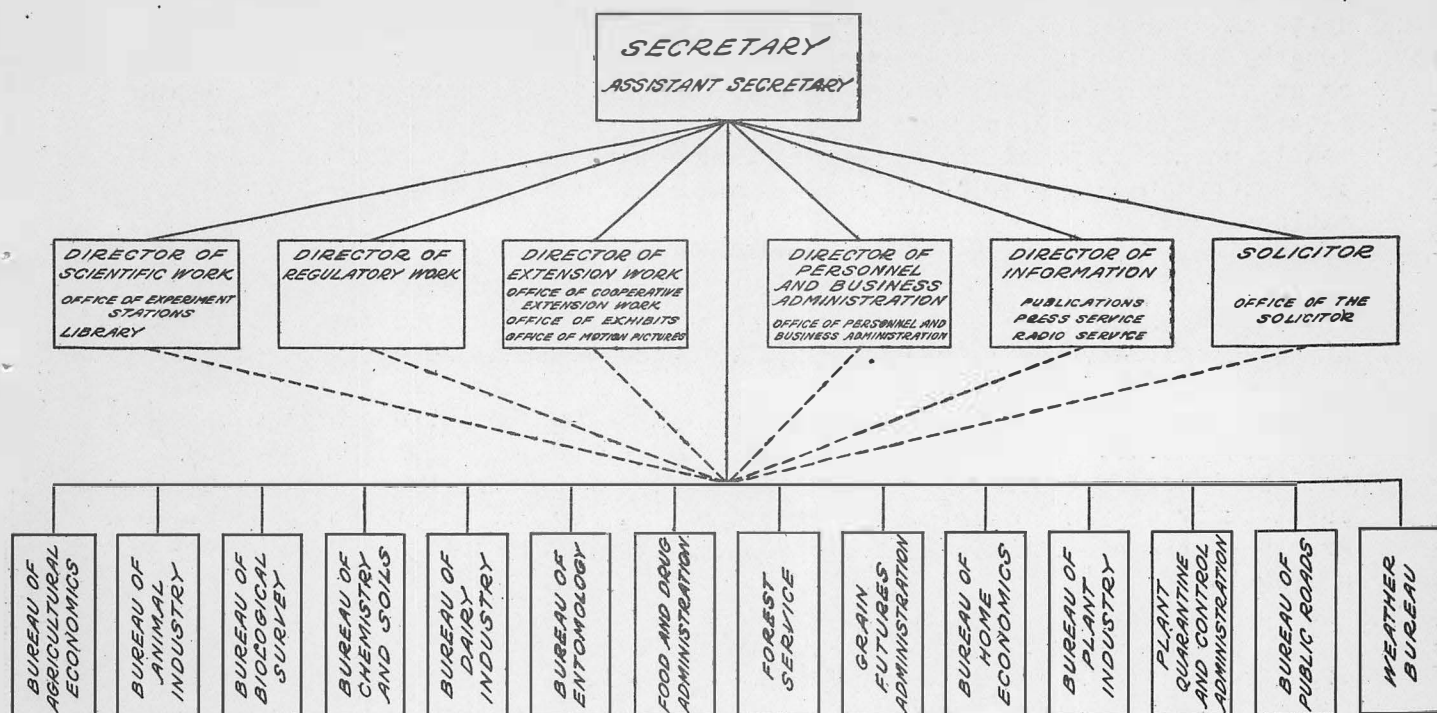 SECRETARY
ASSISTANT SECRETARY
DIRECTOR OF
SCIENTIFIC WORK
OFFICE OF EXPERIMENT
STATIONS
LIBRARY
DIRECTOR OF
REGULATORY WORK
DIRECTOR OF
EXTENSION WORK
OFFICE OF COOPERATIVE
EXTENSION WORK
OFFICE OF EXHIBITS
OFFICE OF MOTION PICTURES
DIRECTOR OF
PERSONNEL
AND BUSINESS
ADMINISTRATION
OFFICE OF PERSONNEL AND
BUSINESS ADMINISTRATION
DIRECTOR OF
INFORMATION
PUBLICATIONS
PRESS SERVICE
RADIO SERVICE
SOLICITOR
OFFICE OF THE
SOLICITOR
BUREAU OF
AGRICULTURAL
ECONOMICS
BUREAU OF
ANIMAL
INDUSTRY
BUREAU OF
BIOLOGICAL
SURVEY
BUREAU OF
CHEMISTRY
AND SOILS
BUREAU OF
DAIRY
INDUSTRY
BUREAU OF
ENTOMOLOGY
FOOD AND DRUG
ADMINISTRATION
FOREST
SERVICE
GRAIN
FUTURES
ADMINISTRATION
BUREAU OF
HOME
ECONOMICS
BUREAU OF
PLANT
INDUSTRY
PLANT
QUARANTINE
AND CONTROL
ADMINISTRATION
BUREAU OF
PUBLIC ROADS
WEATHER
BUREAU